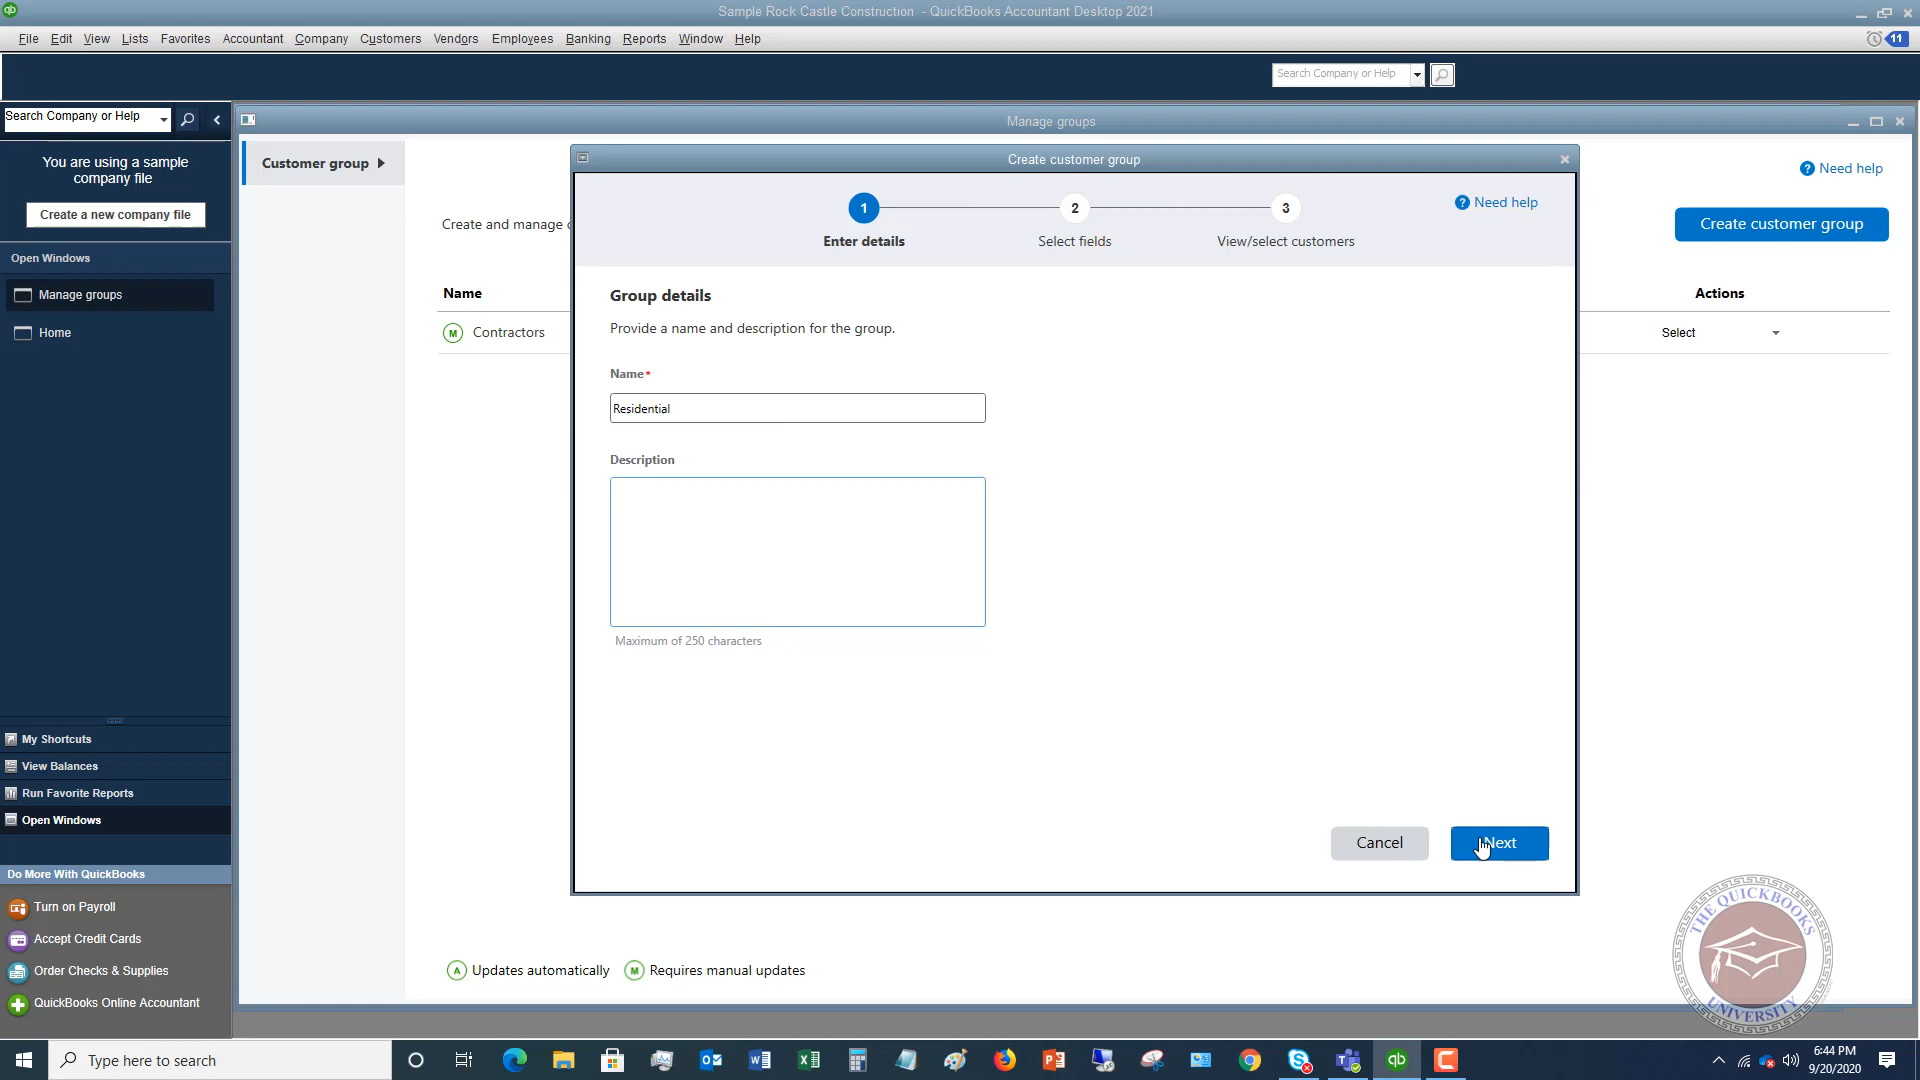 Sample Rock Castle Construction - QuickBooks Accountant Desktop 2021
File Edit View Lists Favorites Accountant Company Customers Vendors Employees Banking Reports Window Help
11
Search Company or Help
Search Company or Help
You are using a sample
company file
Create a new company file
Open Windows
Manage groups
Home
My Shortcuts
View Balances
Run Favorite Reports
Open Windows
Do More With QuickBooks
Turn on Payroll
Accept Credit Cards
Order Checks & Supplies
QuickBooks Online Accountant
Manage groups
Customer group
Need help
Create and manage
Create customer group
Name
Actions
M Contractors
Select
Create customer group
1 2 3
Need help
Enter details Select fields View/select customers
Group details
Provide a name and description for the group.
Name*
Residential
Description
Maximum of 250 characters
Cancel Next
A Updates automatically M Requires manual updates
THE QUICKBOOKS
UNIVERSITY
Type here to search
6:44 PM
9/20/2020